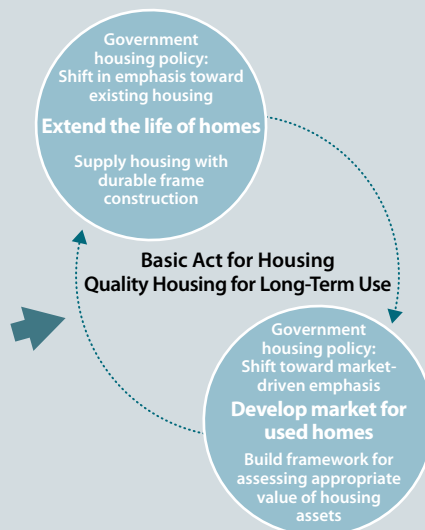 Government
housing policy:
Shift in emphasis toward
existing housing
Extend the life of homes
Supply housing with
durable frame
construction
Basic Act for Housing
Quality Housing for Long-Term Use
Government
housing policy:
Shift toward market-
driven emphasis
Develop market for
used homes
Build framework for
assessing appropriate
value of housing
assets